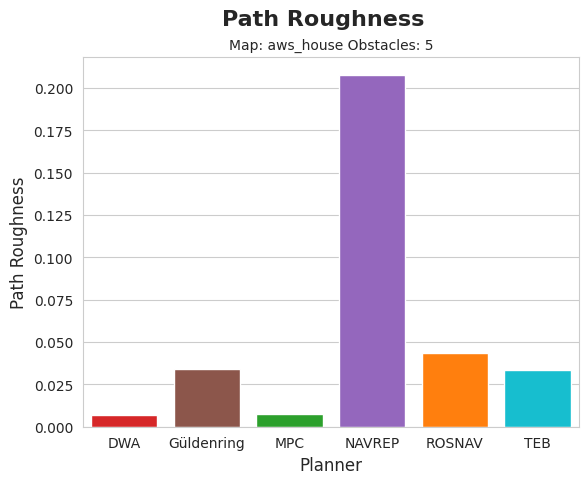 Path Roughness
Map: aws_house Obstacles: 5
0.200
0.175
0.150
0.125
0.100
0.075
0.050
0.025
0.000
Path Roughness
DWA Güldenring MPC NAVREP ROSNAV TEB
Planner